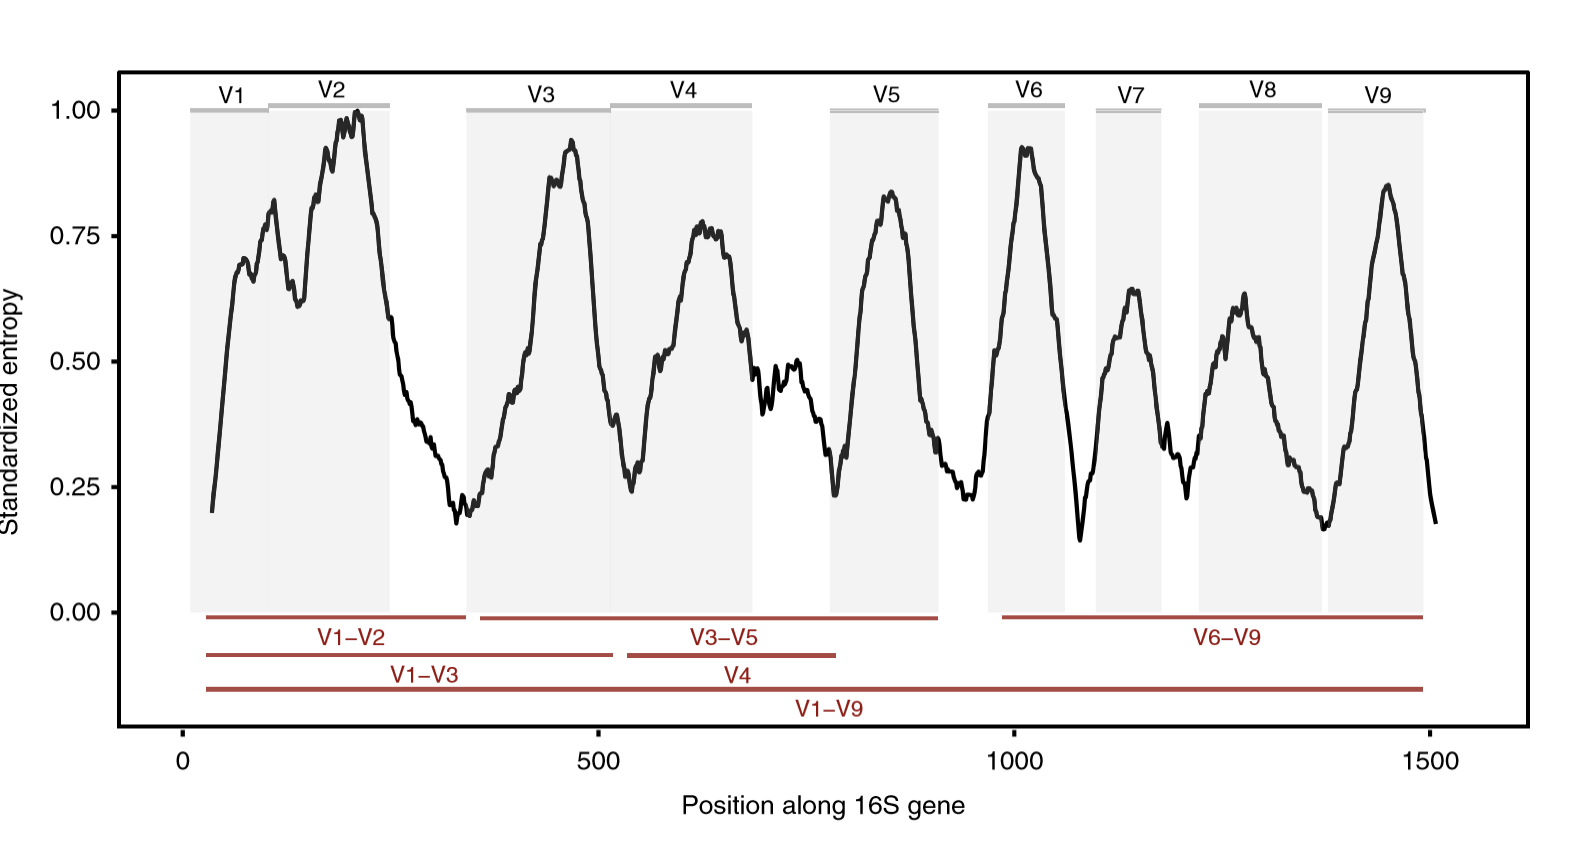 V1 V2 V3 V4 V5 V6 V7 V8 V9
1.00
0.75
0.50
0.25
0.00
Standardized entropy
V1–V2 V3–V5 V6–V9
V1–V3 V4
V1–V9
0 500 1000 1500
Position along 16S gene